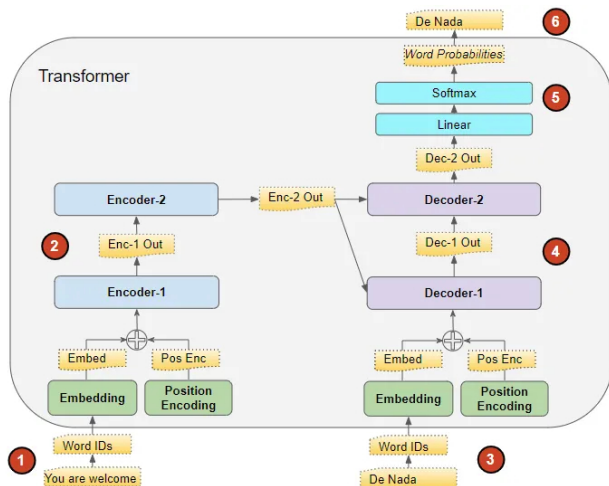 De Nada
6
Word Probabilities
Transformer
Softmax
5
Linear
Dec-2 Out
Encoder-2
Enc-2 Out
Decoder-2
2
Enc-1 Out
Dec-1 Out
4
Encoder-1
Decoder-1
Embed
Pos Enc
Embed
Pos Enc
Embedding
Position
Encoding
Embedding
Position
Encoding
1
Word IDs
Word IDs
3
You are welcome
De Nada